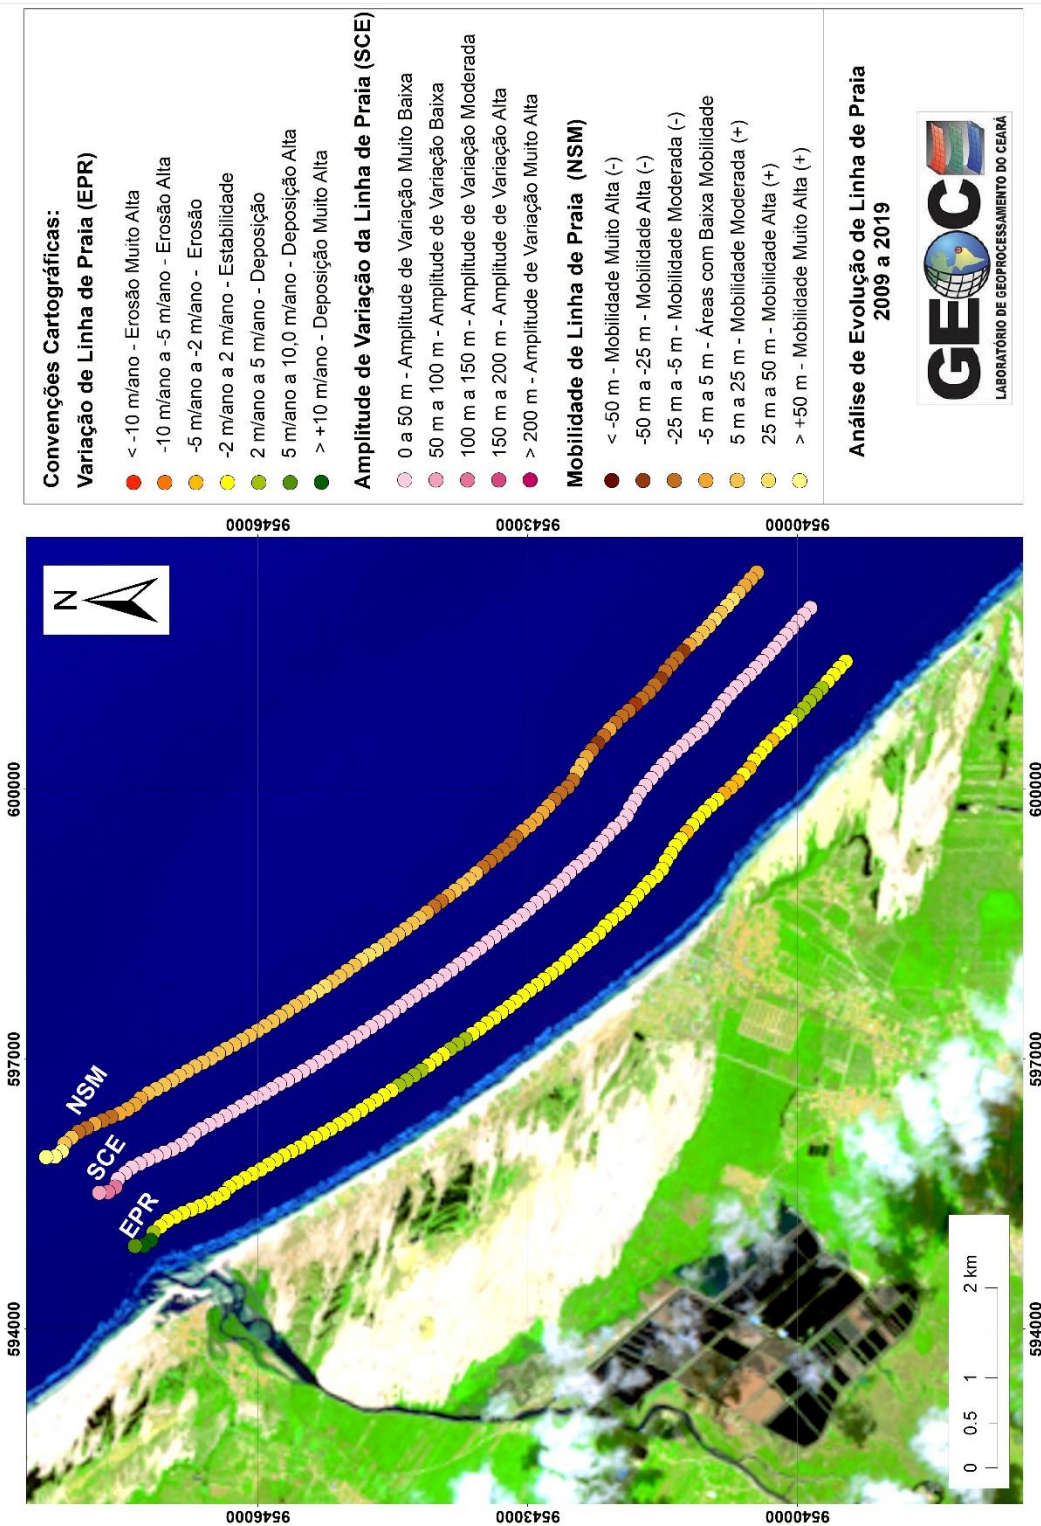 N
NSM
SCE
EPR
594000
597000
600000
594000
597000
600000
9546000
9543000
9540000
9546000
9543000
9540000
0 0.5 1 2 km
Convenções Cartográficas:
Variação de Linha de Praia (EPR)
< -10 m/ano - Erosão Muito Alta
-10 m/ano a -5 m/ano - Erosão Alta
-5 m/ano a -2 m/ano - Erosão
-2 m/ano a 2 m/ano - Estabilidade
2 m/ano a 5 m/ano - Deposição
5 m/ano a 10,0 m/ano - Deposição Alta
> +10 m/ano - Deposição Muito Alta
Amplitude de Variação da Linha de Praia (SCE)
0 a 50 m - Amplitude de Variação Muito Baixa
50 m a 100 m - Amplitude de Variação Baixa
100 m a 150 m - Amplitude de Variação Moderada
150 m a 200 m - Amplitude de Variação Alta
> 200 m - Amplitude de Variação Muito Alta
Mobilidade de Linha de Praia (NSM)
< -50 m - Mobilidade Muito Alta (-)
-50 m a -25 m - Mobilidade Alta (-)
-25 m a -5 m - Mobilidade Moderada (-)
-5 m a 5 m - Áreas com Baixa Mobilidade
5 m a 25 m - Mobilidade Moderada (+)
25 m a 50 m - Mobilidade Alta (+)
> +50 m - Mobilidade Muito Alta (+)
Análise de Evolução de Linha de Praia
2009 a 2019
GEOCE
LABORATÓRIO DE GEOPROCESSAMENTO DO CEARÁ